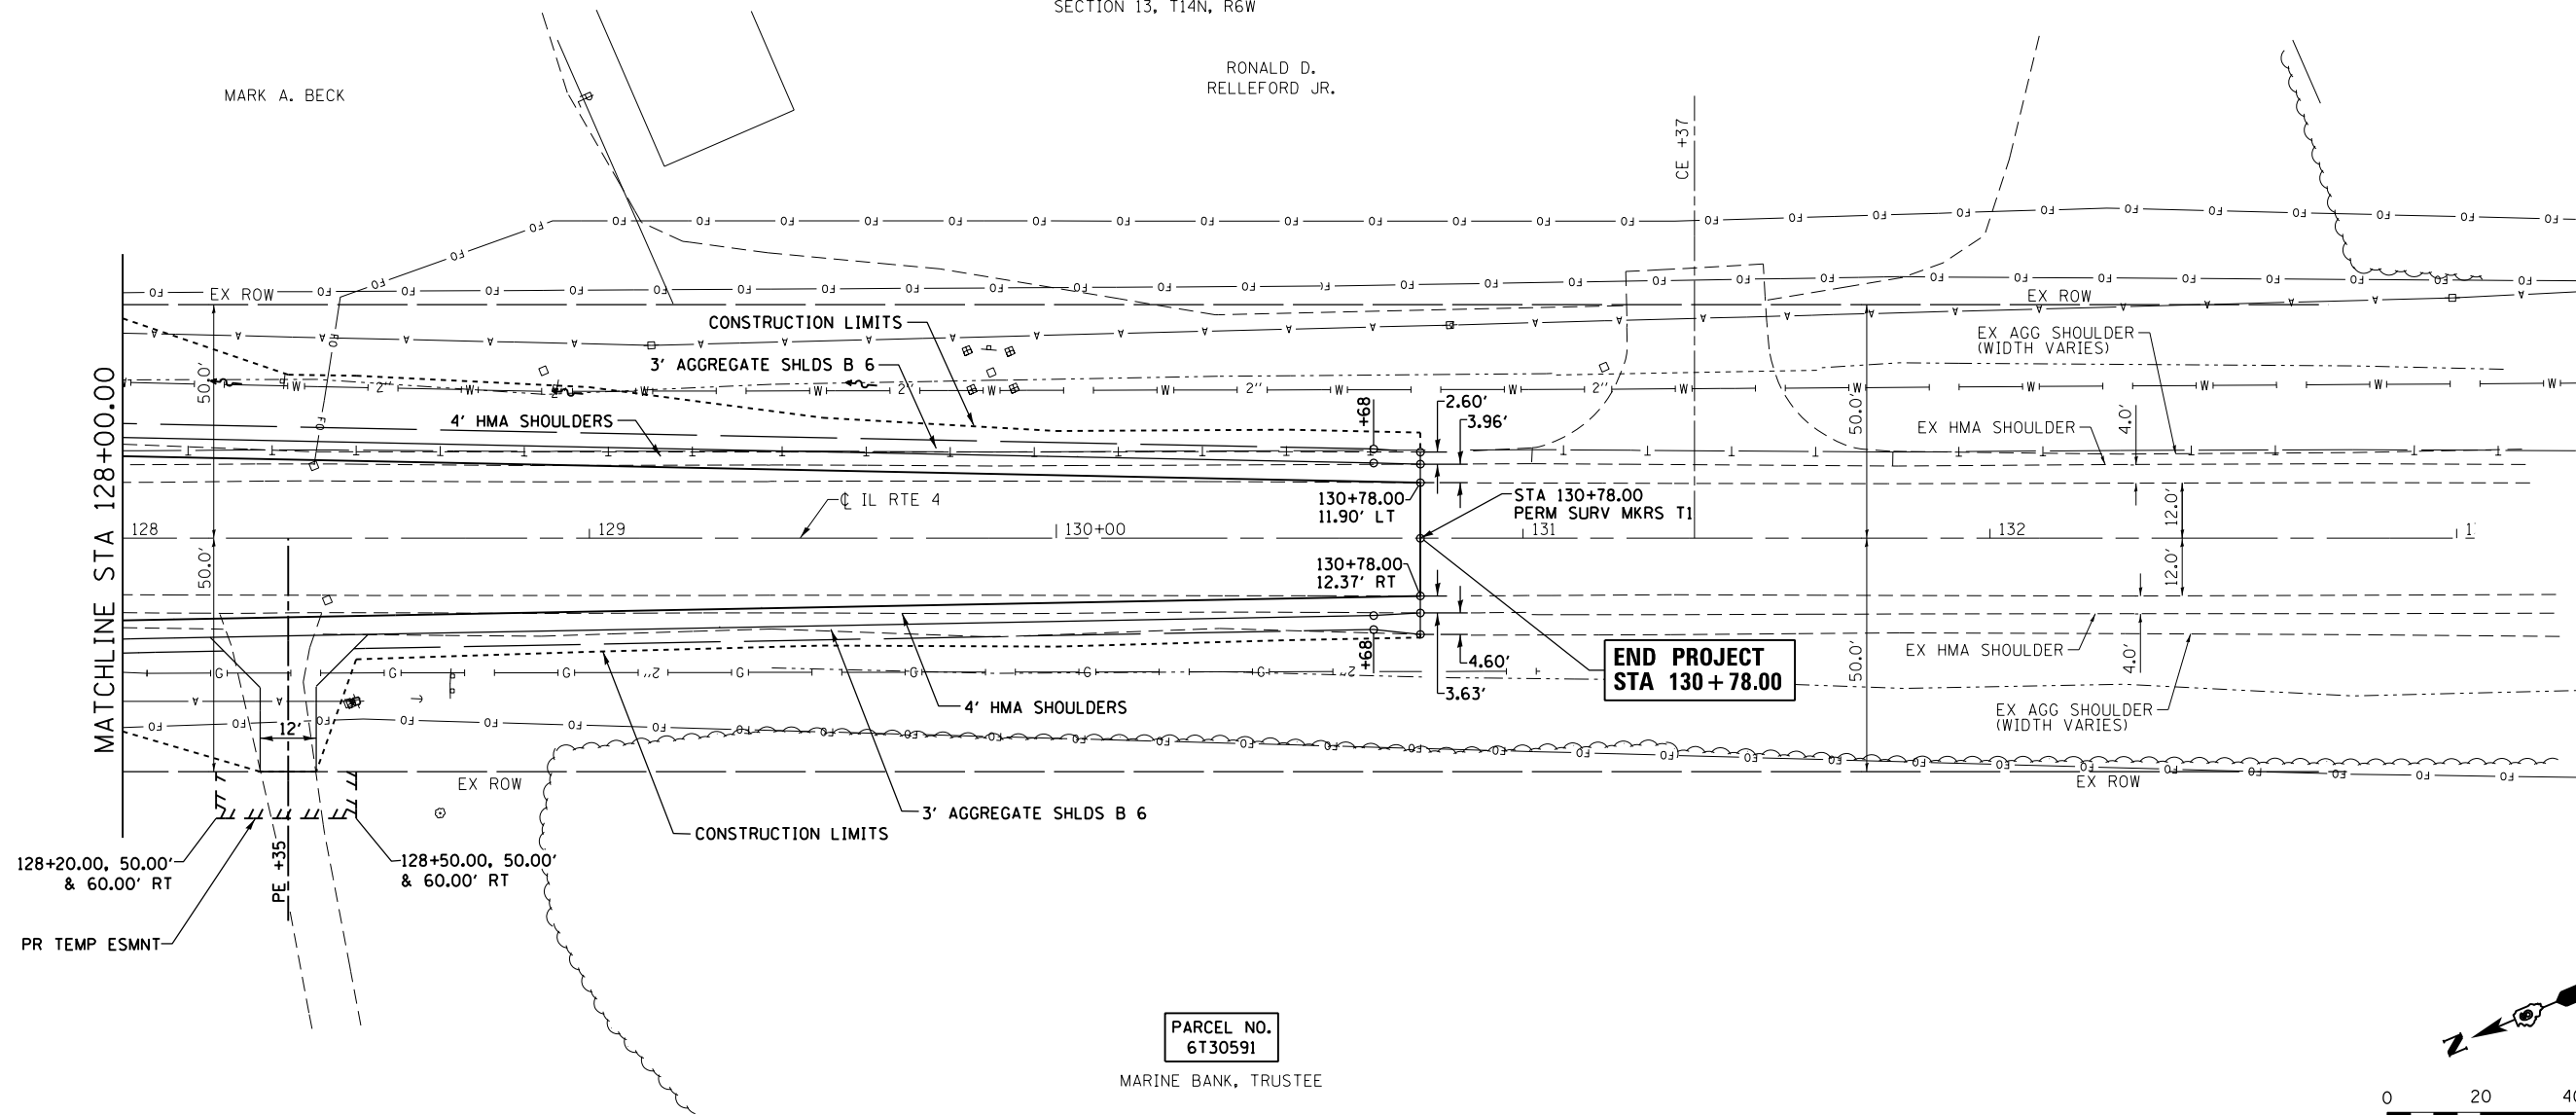 SECTION 13, T14N, R6W
MARK A. BECK
RONALD D.
RELLEFORD JR.
CE +37
EX ROW
EX ROW
CONSTRUCTION LIMITS
3' AGGREGATE SHLDS B 6
4' HMA SHOULDERS
EX AGG SHOULDER
(WIDTH VARIES)
EX HMA SHOULDER
MATCHLINE STA 128+00.00
50.0'
50.0'
+68
2.60'
3.96'
50.0'
50.0'
4.0'
12.0'
12.0'
4.0'
℄ IL RTE 4
130+78.00
11.90' LT
STA 130+78.00
PERM SURV MKRS T1
128
129
130+00
131
132
1
130+78.00
12.37' RT
+68
4.60'
3.63'
END PROJECT
STA 130+78.00
EX HMA SHOULDER
EX AGG SHOULDER
(WIDTH VARIES)
4' HMA SHOULDERS
12'
EX ROW
EX ROW
3' AGGREGATE SHLDS B 6
CONSTRUCTION LIMITS
128+20.00, 50.00'
& 60.00' RT
PE +35
128+50.00, 50.00'
& 60.00' RT
PR TEMP ESMNT
PARCEL NO.
6T30591
MARINE BANK, TRUSTEE
N
0 20 40